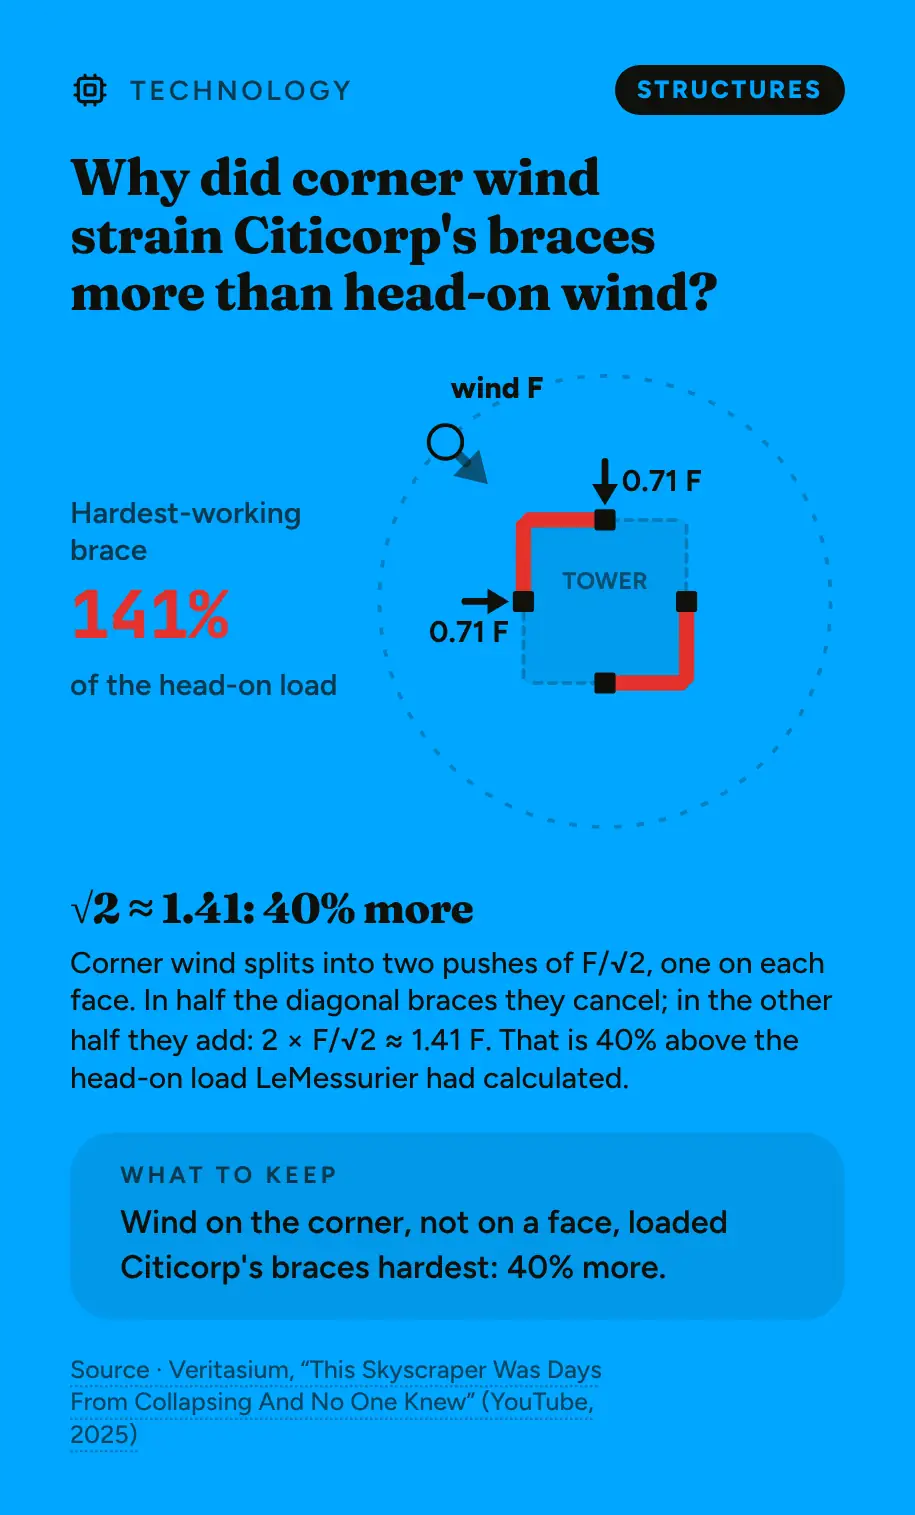 TECHNOLOGY
STRUCTURES
Why did corner wind
strain Citicorp's braces
more than head-on wind?
wind F
0.71 F
Hardest-working
brace
141%
of the head-on load
TOWER
0.71 F
√2 ≈ 1.41: 40% more
Corner wind splits into two pushes of F/√2, one on each
face. In half the diagonal braces they cancel; in the other
half they add: 2 × F/√2 ≈ 1.41 F. That is 40% above the
head-on load LeMessurier had calculated.
WHAT TO KEEP
Wind on the corner, not on a face, loaded
Citicorp's braces hardest: 40% more.
Source · Veritasium, “This Skyscraper Was Days
From Collapsing And No One Knew” (YouTube,
2025)